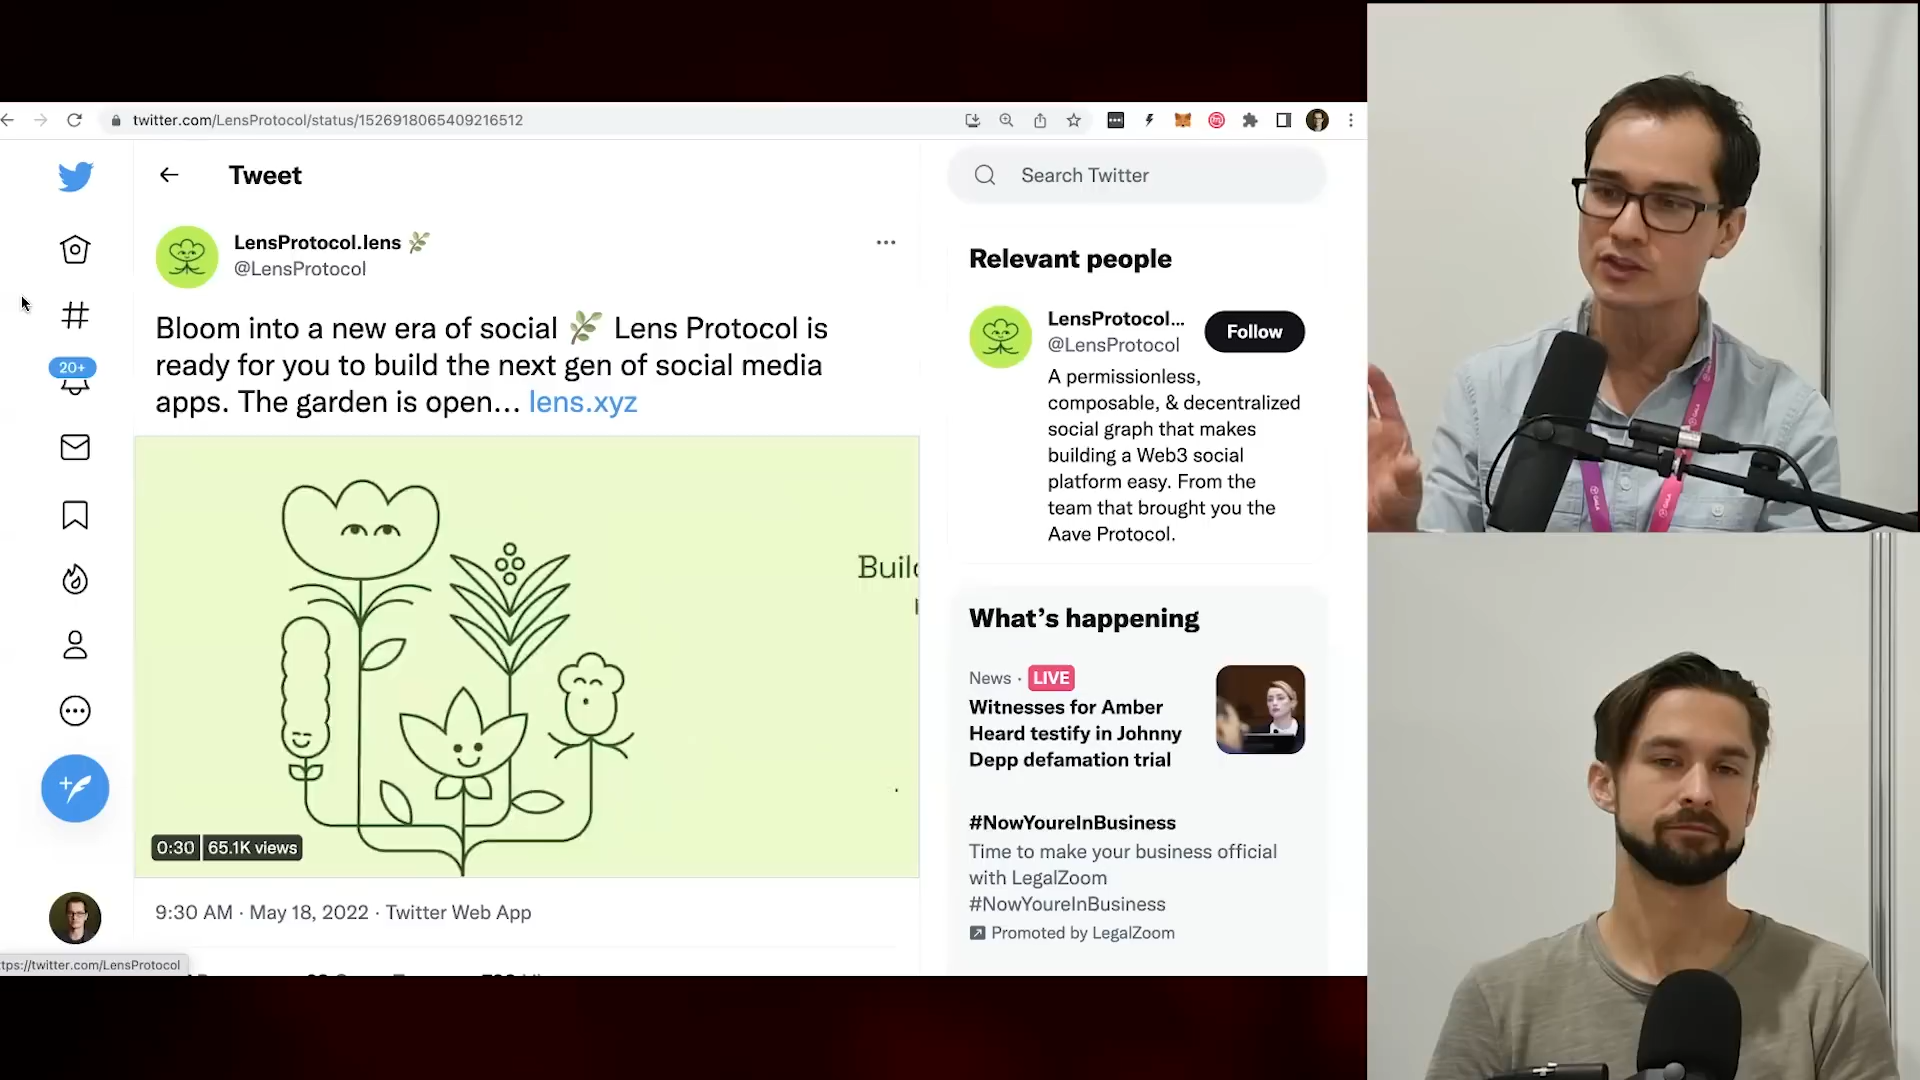 twitter.com/LensProtocol/status/1526918065409216512
Tweet
LensProtocol.lens
@LensProtocol
Bloom into a new era of social 🌿 Lens Protocol is
ready for you to build the next gen of social media
apps. The garden is open... lens.xyz
0:30 65.1K views
9:30 AM · May 18, 2022 · Twitter Web App
20+
ttps://twitter.com/LensProtocol
Search Twitter
Relevant people
LensProtocol...
@LensProtocol
Follow
A permissionless,
composable, & decentralized
social graph that makes
building a Web3 social
platform easy. From the
team that brought you the
Aave Protocol.
What's happening
News · LIVE
Witnesses for Amber
Heard testify in Johnny
Depp defamation trial
#NowYoureInBusiness
Time to make your business official
with LegalZoom
#NowYoureInBusiness
Promoted by LegalZoom